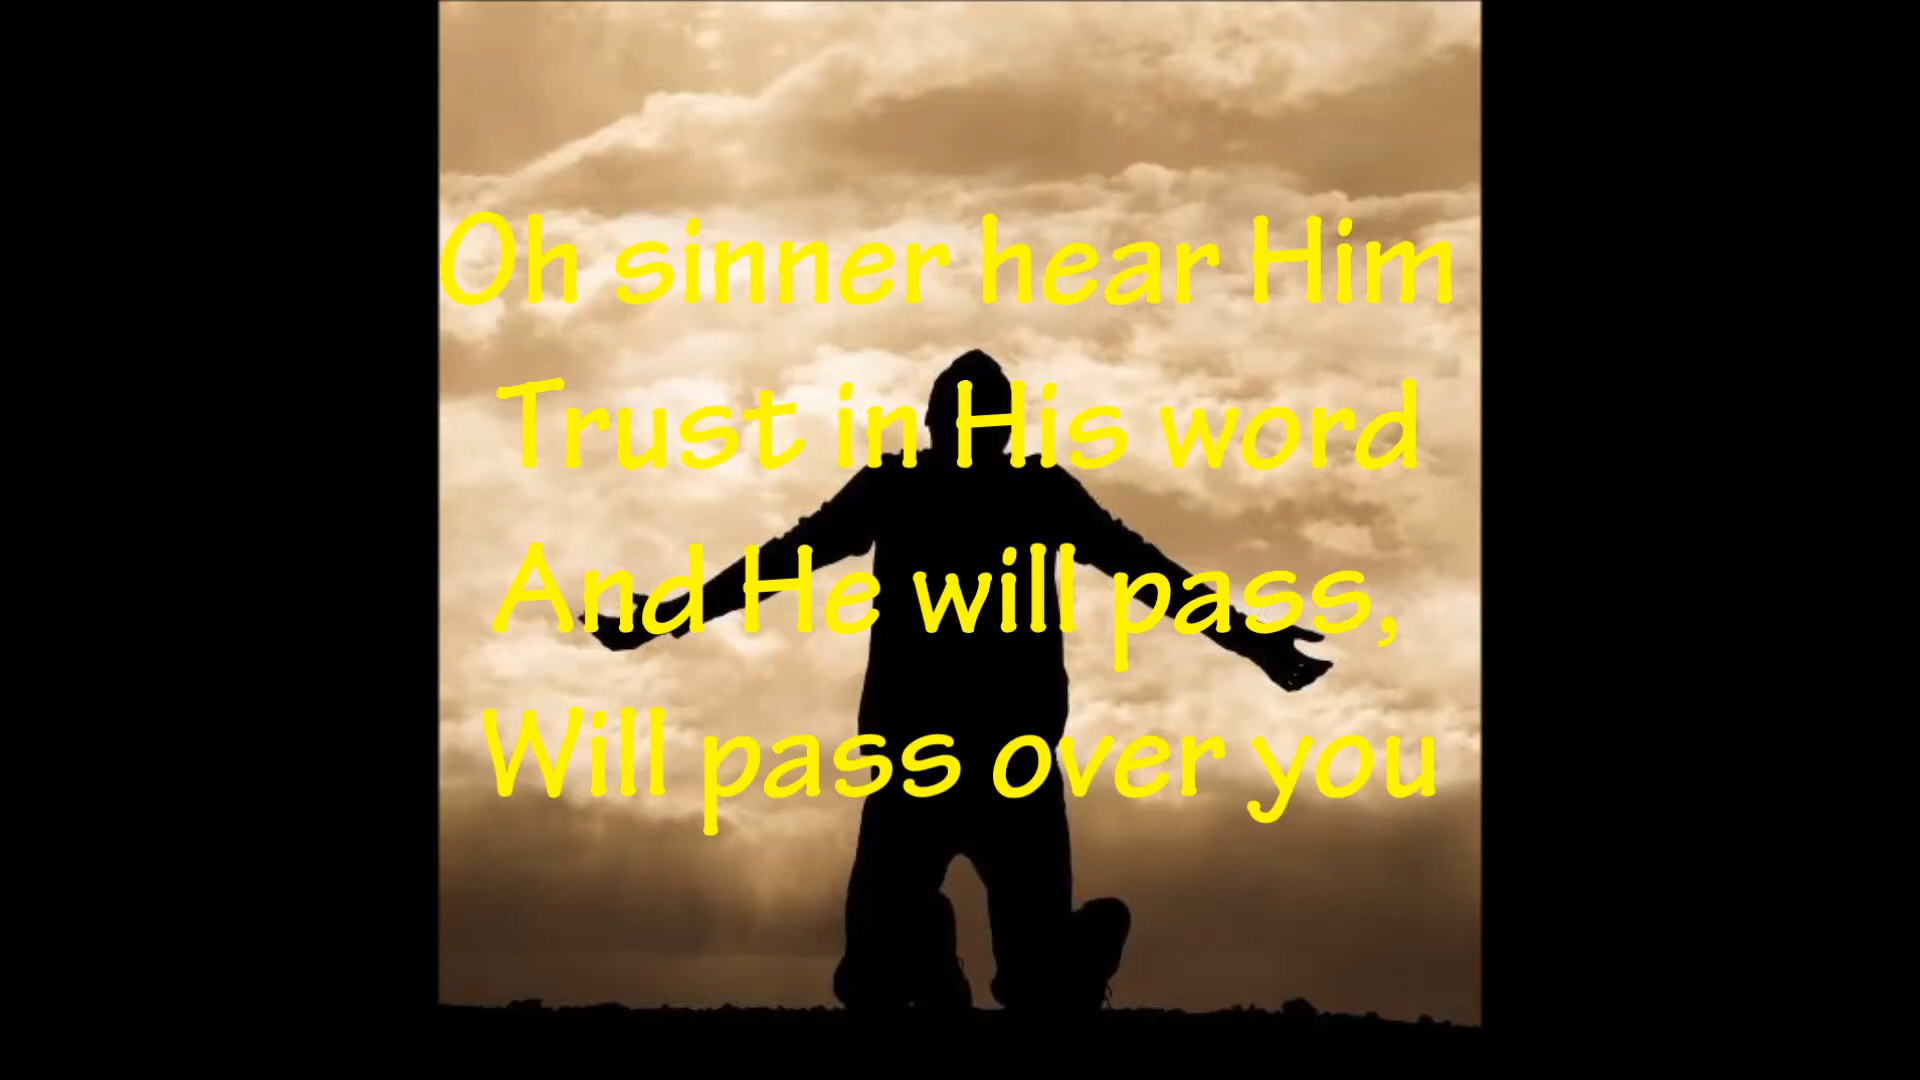 Oh sinner hear Him
Trust in His word
And He will pass,
Will pass over you